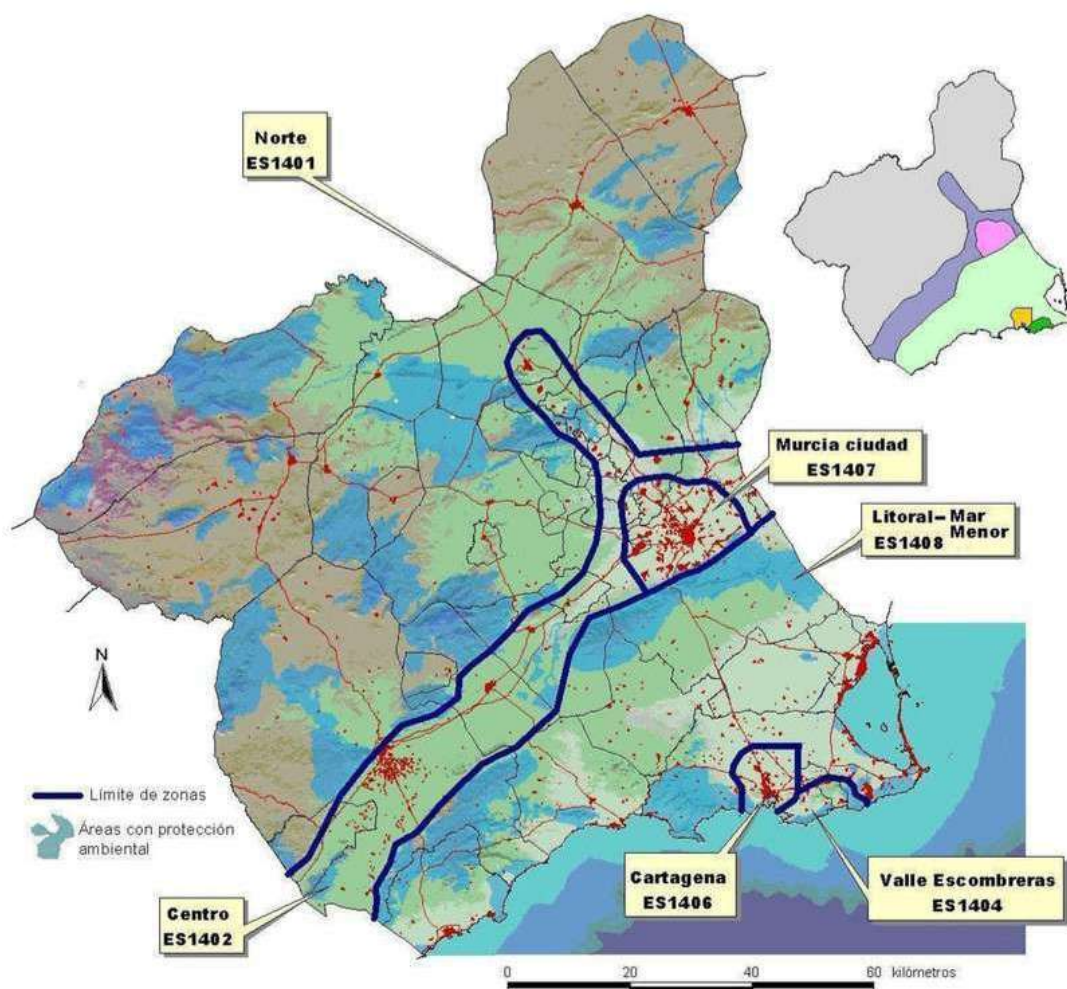 Norte
ES1401
Murcia ciudad
ES1407
Litoral- Mar
Menor
ES1408
N
Límite de zonas
Áreas con protección
ambiental
Cartagena
ES1406
Valle Escombreras
ES1404
Centro
ES1402
0 20 40 60 kilómetros